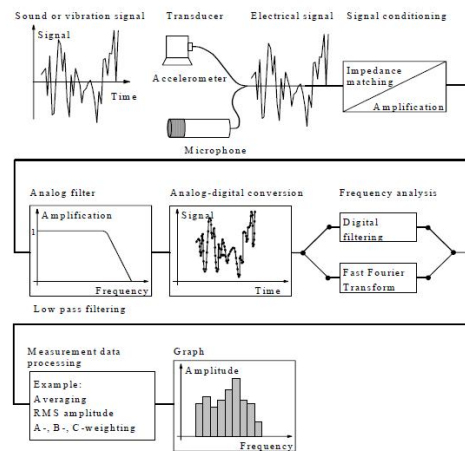 Sound or vibration signal
Transducer
Electrical signal
Signal conditioning
Signal
Time
Accelerometer
Microphone
Impedance
matching
Amplification
Analog filter
Analog-digital conversion
Frequency analysis
Amplification
1
Frequency
Low pass filtering
Signal
Time
Digital
filtering
Fast Fourier
Transform
Measurement data
processing
Graph
Example:
Averaging
RMS amplitude
A-, B-, C-weighting
Amplitude
Frequency